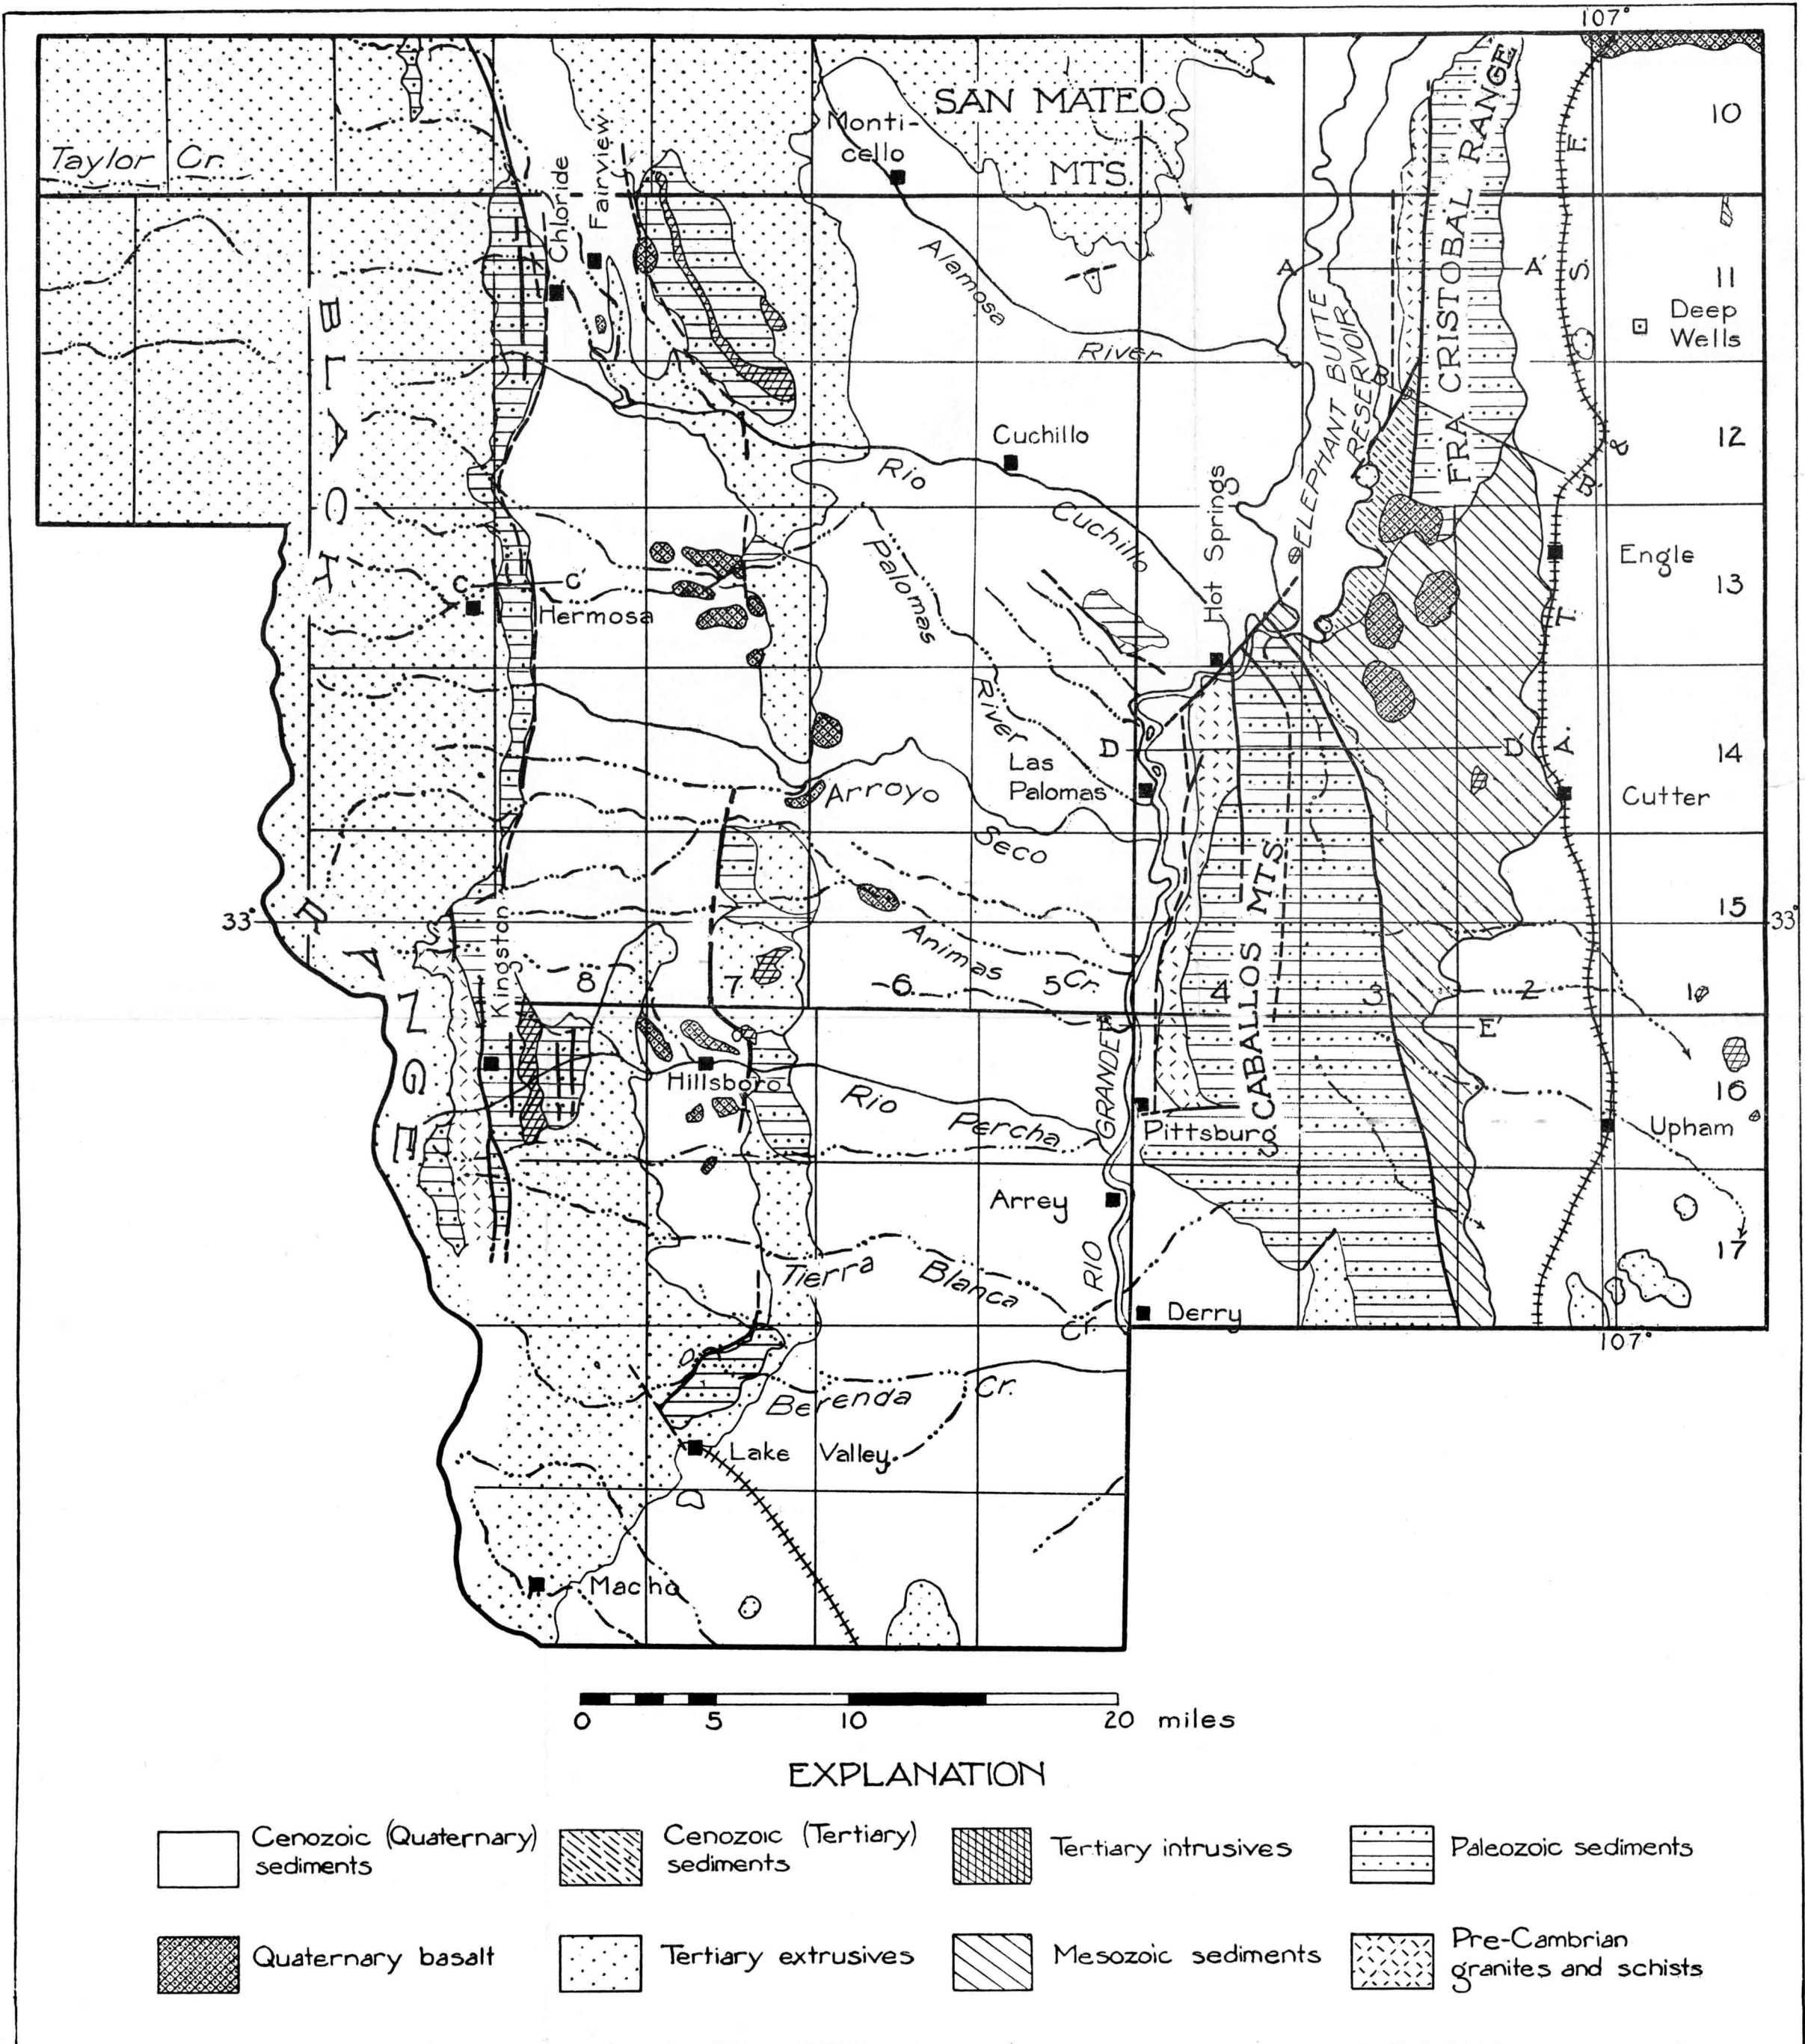 107°
SAN MATEO
MTS.
Monti-
cello
Taylor Cr.
Chloride
Fairview
FRA CRISTOBAL RANGE
A. T. & S. F.
10
11
Deep
Wells
12
Engle
13
14
Cutter
15
16
Upham
17
Alamosa
River
A
A'
B
B'
ELEPHANT BUTTE
RESERVOIR
BLACK
RANGE
Cuchillo
Rio
Cuchillo
Hot Springs
Palomas
River
C
C'
Hermosa
D
D'
Las
Palomas
Arroyo
Seco
33°
33°
Kingston
Animas
Cr.
8
7
6
5
4
3
2
1
CABALLOS MTS.
E
E'
Hillsboro
Rio
Percha
RIO GRANDE
Pittsburg
Arrey
Tierra Blanca
Cr.
Derry
107°
Berenda
Cr.
Lake Valley
Macho
0 5 10 20 miles
EXPLANATION
Cenozoic (Quaternary)
sediments
Cenozoic (Tertiary)
sediments
Tertiary intrusives
Paleozoic sediments
Quaternary basalt
Tertiary extrusives
Mesozoic sediments
Pre-Cambrian
granites and schists